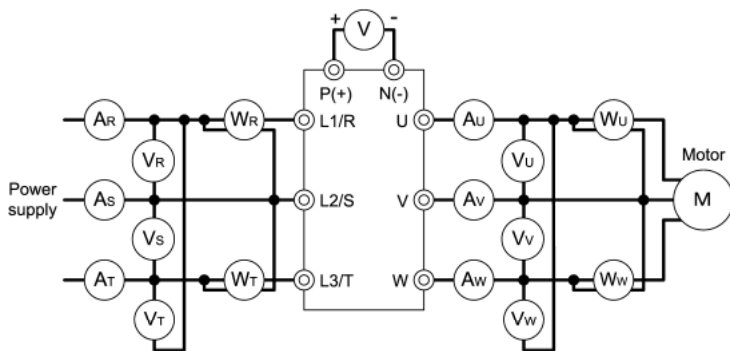 + V -
P(+) N(-)
AR WR L1/R U AU WU
VR VU Motor
Power supply AS L2/S V AV M
VS VV
AT WT L3/T W AW WW
VT VW